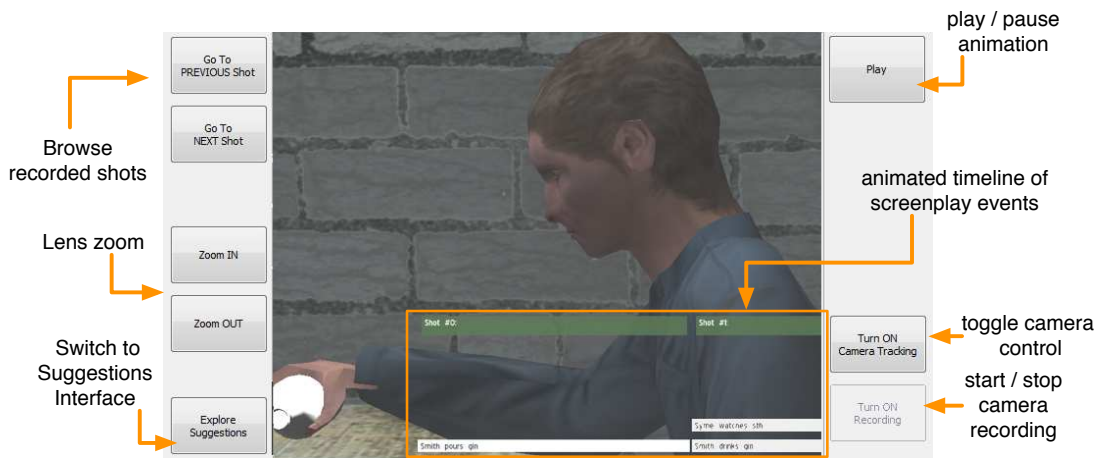 Go To
PREVIOUS Shot
Go To
NEXT Shot
Browse
recorded shots
Lens zoom
Zoom IN
Zoom OUT
Switch to
Suggestions
Interface
Explore
Suggestions
play / pause
animation
Play
animated timeline of
screenplay events
Shot #0:
Shot #1
Syme watches sth
Smith pours gin
Smith drinks gin
Turn ON
Camera Tracking
toggle camera
control
Turn ON
Recording
start / stop
camera
recording